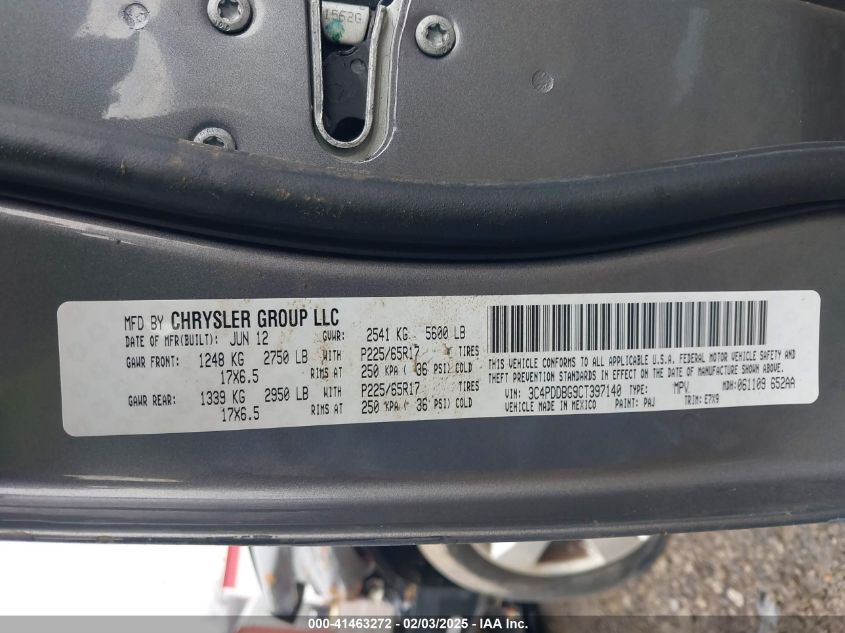 1562G
MFD BY CHRYSLER GROUP LLC
DATE OF MFR(BUILT): JUN 12 GVWR: 2541 KG 5600 LB
GAWR FRONT: 1248 KG 2750 LB WITH P225/65R17 TIRES
17X6.5 RIMS AT 250 KPA ( 36 PSI) COLD
GAWR REAR: 1339 KG 2950 LB WITH P225/65R17 TIRES
17X6.5 RIMS AT 250 KPA ( 36 PSI) COLD
THIS VEHICLE CONFORMS TO ALL APPLICABLE U.S.A. FEDERAL MOTOR VEHICLE SAFETY AND
THEFT PREVENTION STANDARDS IN EFFECT ON THE DATE OF MANUFACTURE SHOWN ABOVE.
VIN: 3C4PDDBG9CT397140 TYPE: MPV MDH: 061109 652AA
VEHICLE MADE IN MEXICO PAINT: PAJ TRIM: E7X9
000-41463272 - 02/03/2025 - IAA Inc.